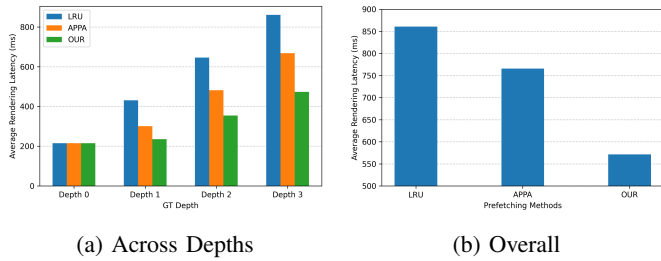 Average Rendering Latency (ms)
800
600
400
200
0
LRU
APPA
OUR
Depth 0 Depth 1 Depth 2 Depth 3
GT Depth
(a) Across Depths
Average Rendering Latency (ms)
900
850
800
750
700
650
600
550
500
LRU APPA OUR
Prefetching Methods
(b) Overall